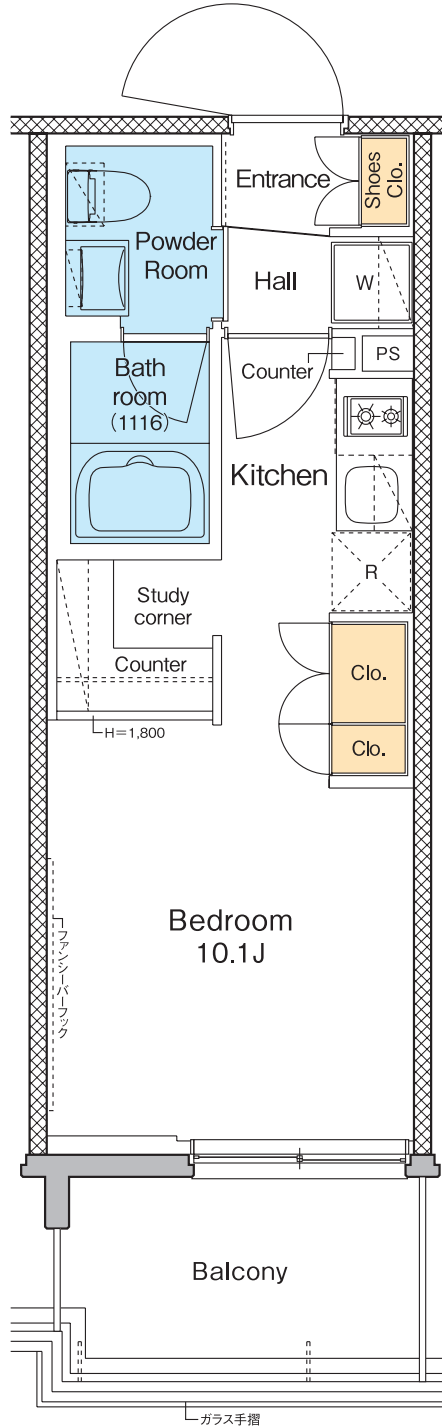 Entrance
Shoes
Clo.
Powder
Room
Hall
W
Counter
PS
Bath
room
(1116)
Kitchen
R
Study
corner
Counter
Clo.
Clo.
H=1,800
Bedroom
10.1J
ファンシーバーフック
Balcony
ガラス手摺